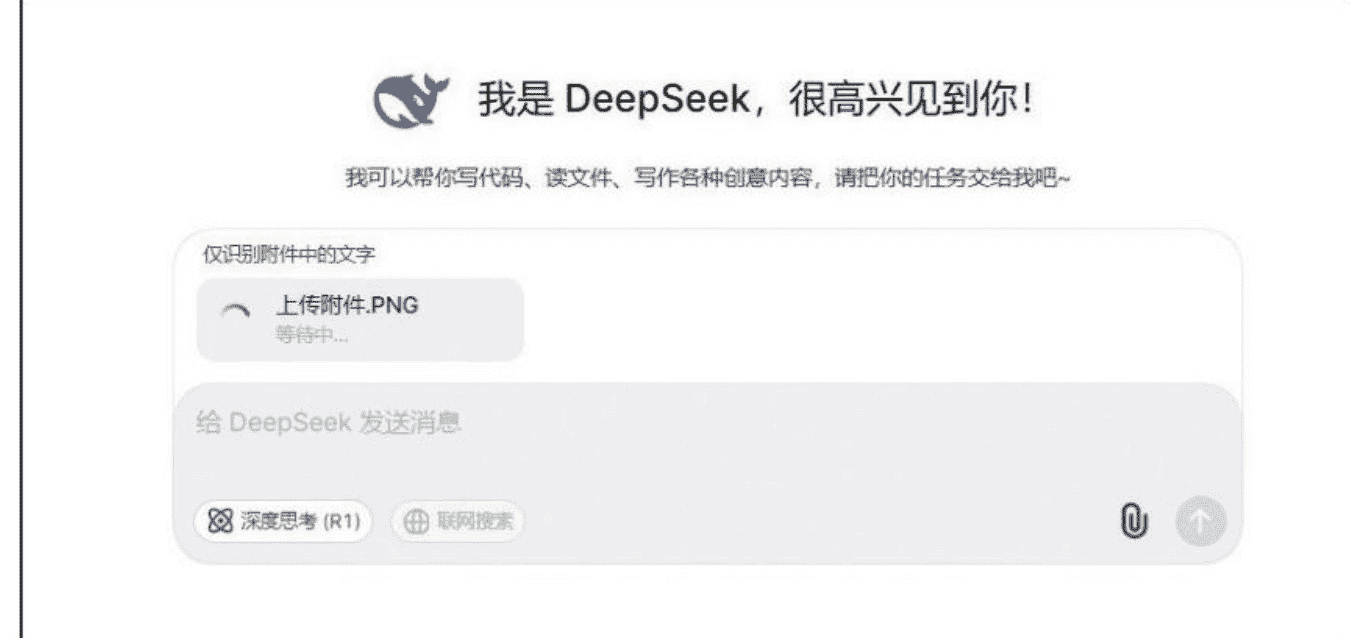 我是 DeepSeek，很高兴见到你！
我可以帮你写代码、读文件、写作各种创意内容，请把你的任务交给我吧~
仅识别附件中的文字
上传附件.PNG
等待中...
给 DeepSeek 发送消息
深度思考 (R1) 联网搜索